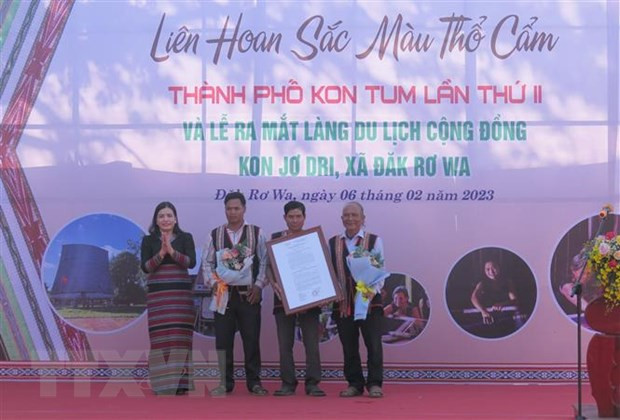 Liên Hoan Sắc Màu Thổ Cẩm
THÀNH PHỐ KON TUM LẦN THỨ II
VÀ LỄ RA MẮT LÀNG DU LỊCH CỘNG ĐỒNG
KON JƠ DRI, XÃ ĐĂK RƠ WA
Đăk Rơ Wa, ngày 06 tháng 02 năm 2023
TTXVN